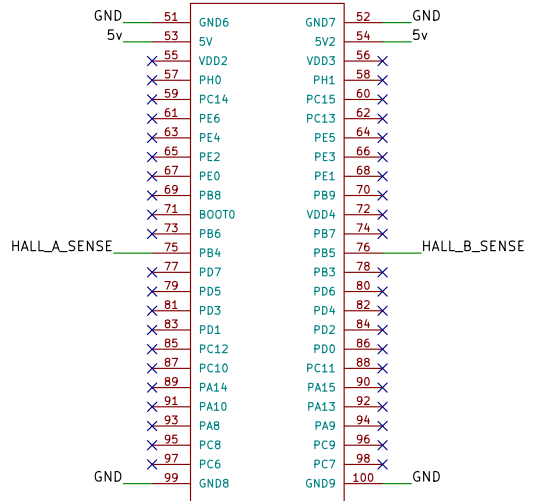 GND 51 GND6 GND7 52 GND
5v 53 5V 5V2 54 5v
55 VDD2 VDD3 56
57 PH0 PH1 58
59 PC14 PC15 60
61 PE6 PC13 62
63 PE4 PE5 64
65 PE2 PE3 66
67 PE0 PE1 68
69 PB8 PB9 70
71 BOOT0 VDD4 72
73 PB6 PB7 74
HALL_A_SENSE 75 PB4 PB5 76 HALL_B_SENSE
77 PD7 PB3 78
79 PD5 PD6 80
81 PD3 PD4 82
83 PD1 PD2 84
85 PC12 PD0 86
87 PC10 PC11 88
89 PA14 PA15 90
91 PA10 PA13 92
93 PA8 PA9 94
95 PC8 PC9 96
97 PC6 PC7 98
GND 99 GND8 GND9 100 GND